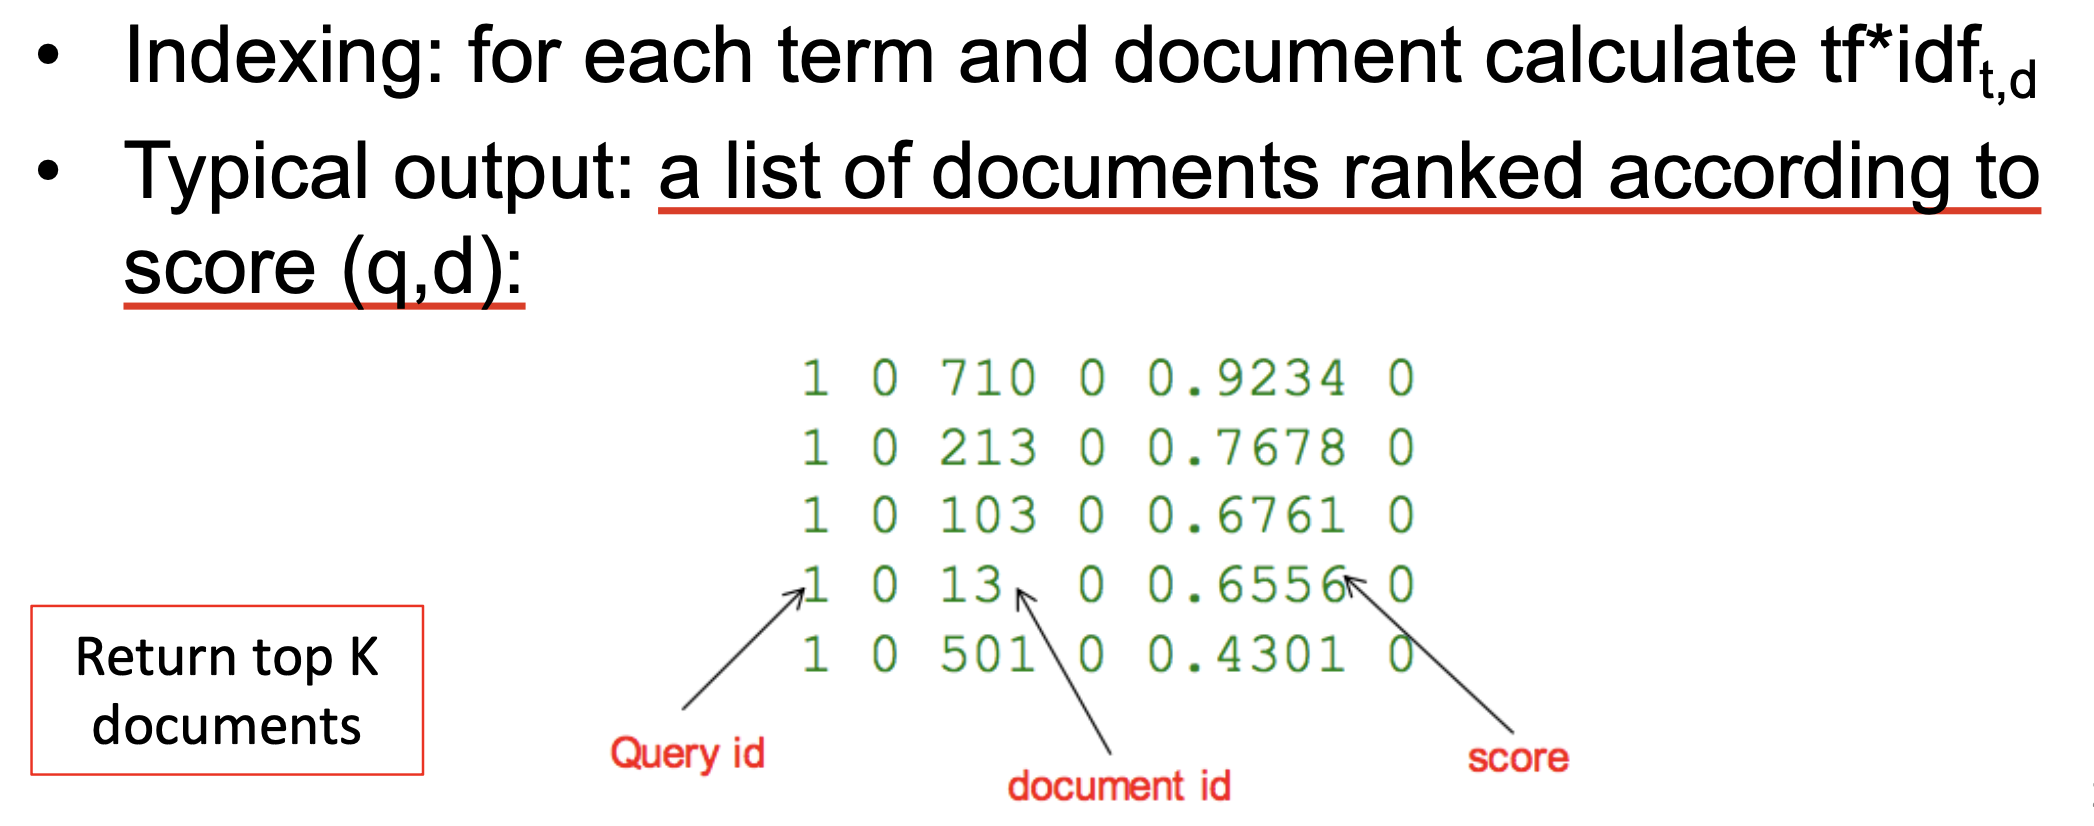 • Indexing: for each term and document calculate tf*idft,d
• Typical output: a list of documents ranked according to
score (q,d):
1 0 710 0 0.9234 0
1 0 213 0 0.7678 0
1 0 103 0 0.6761 0
1 0 13 0 0.6556 0
1 0 501 0 0.4301 0
Return top K
documents
Query id
document id
score